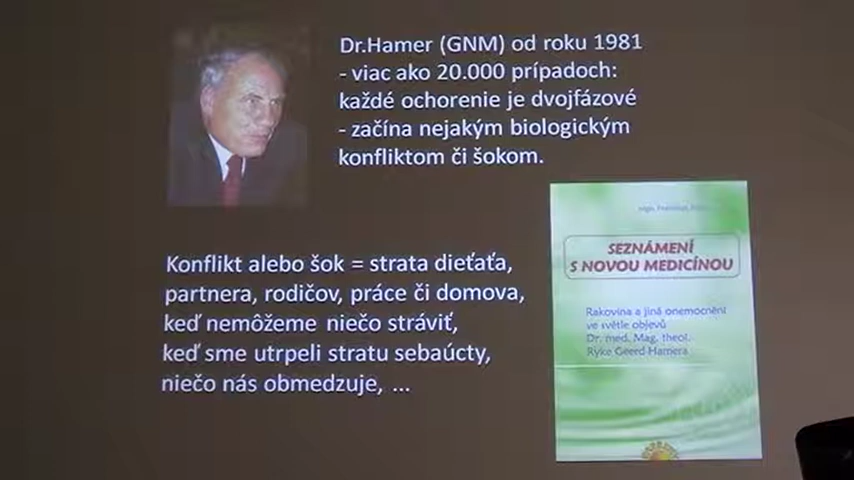 Dr.Hamer (GNM) od roku 1981
- viac ako 20.000 prípadoch:
každé ochorenie je dvojfázové
- začína nejakým biologickým
konfliktom či šokom.
Konflikt alebo šok = strata dieťaťa,
partnera, rodičov, práce či domova,
keď nemôžeme niečo stráviť,
keď sme utrpeli stratu sebaúcty,
niečo nás obmedzuje, ...
SEZNÁMENÍ
S NOVOU MEDICÍNOU
Rakovina a jiná onemocnění
ve světle objevů
Dr. med. Mag. theol.
Ryke Geerd Hamera